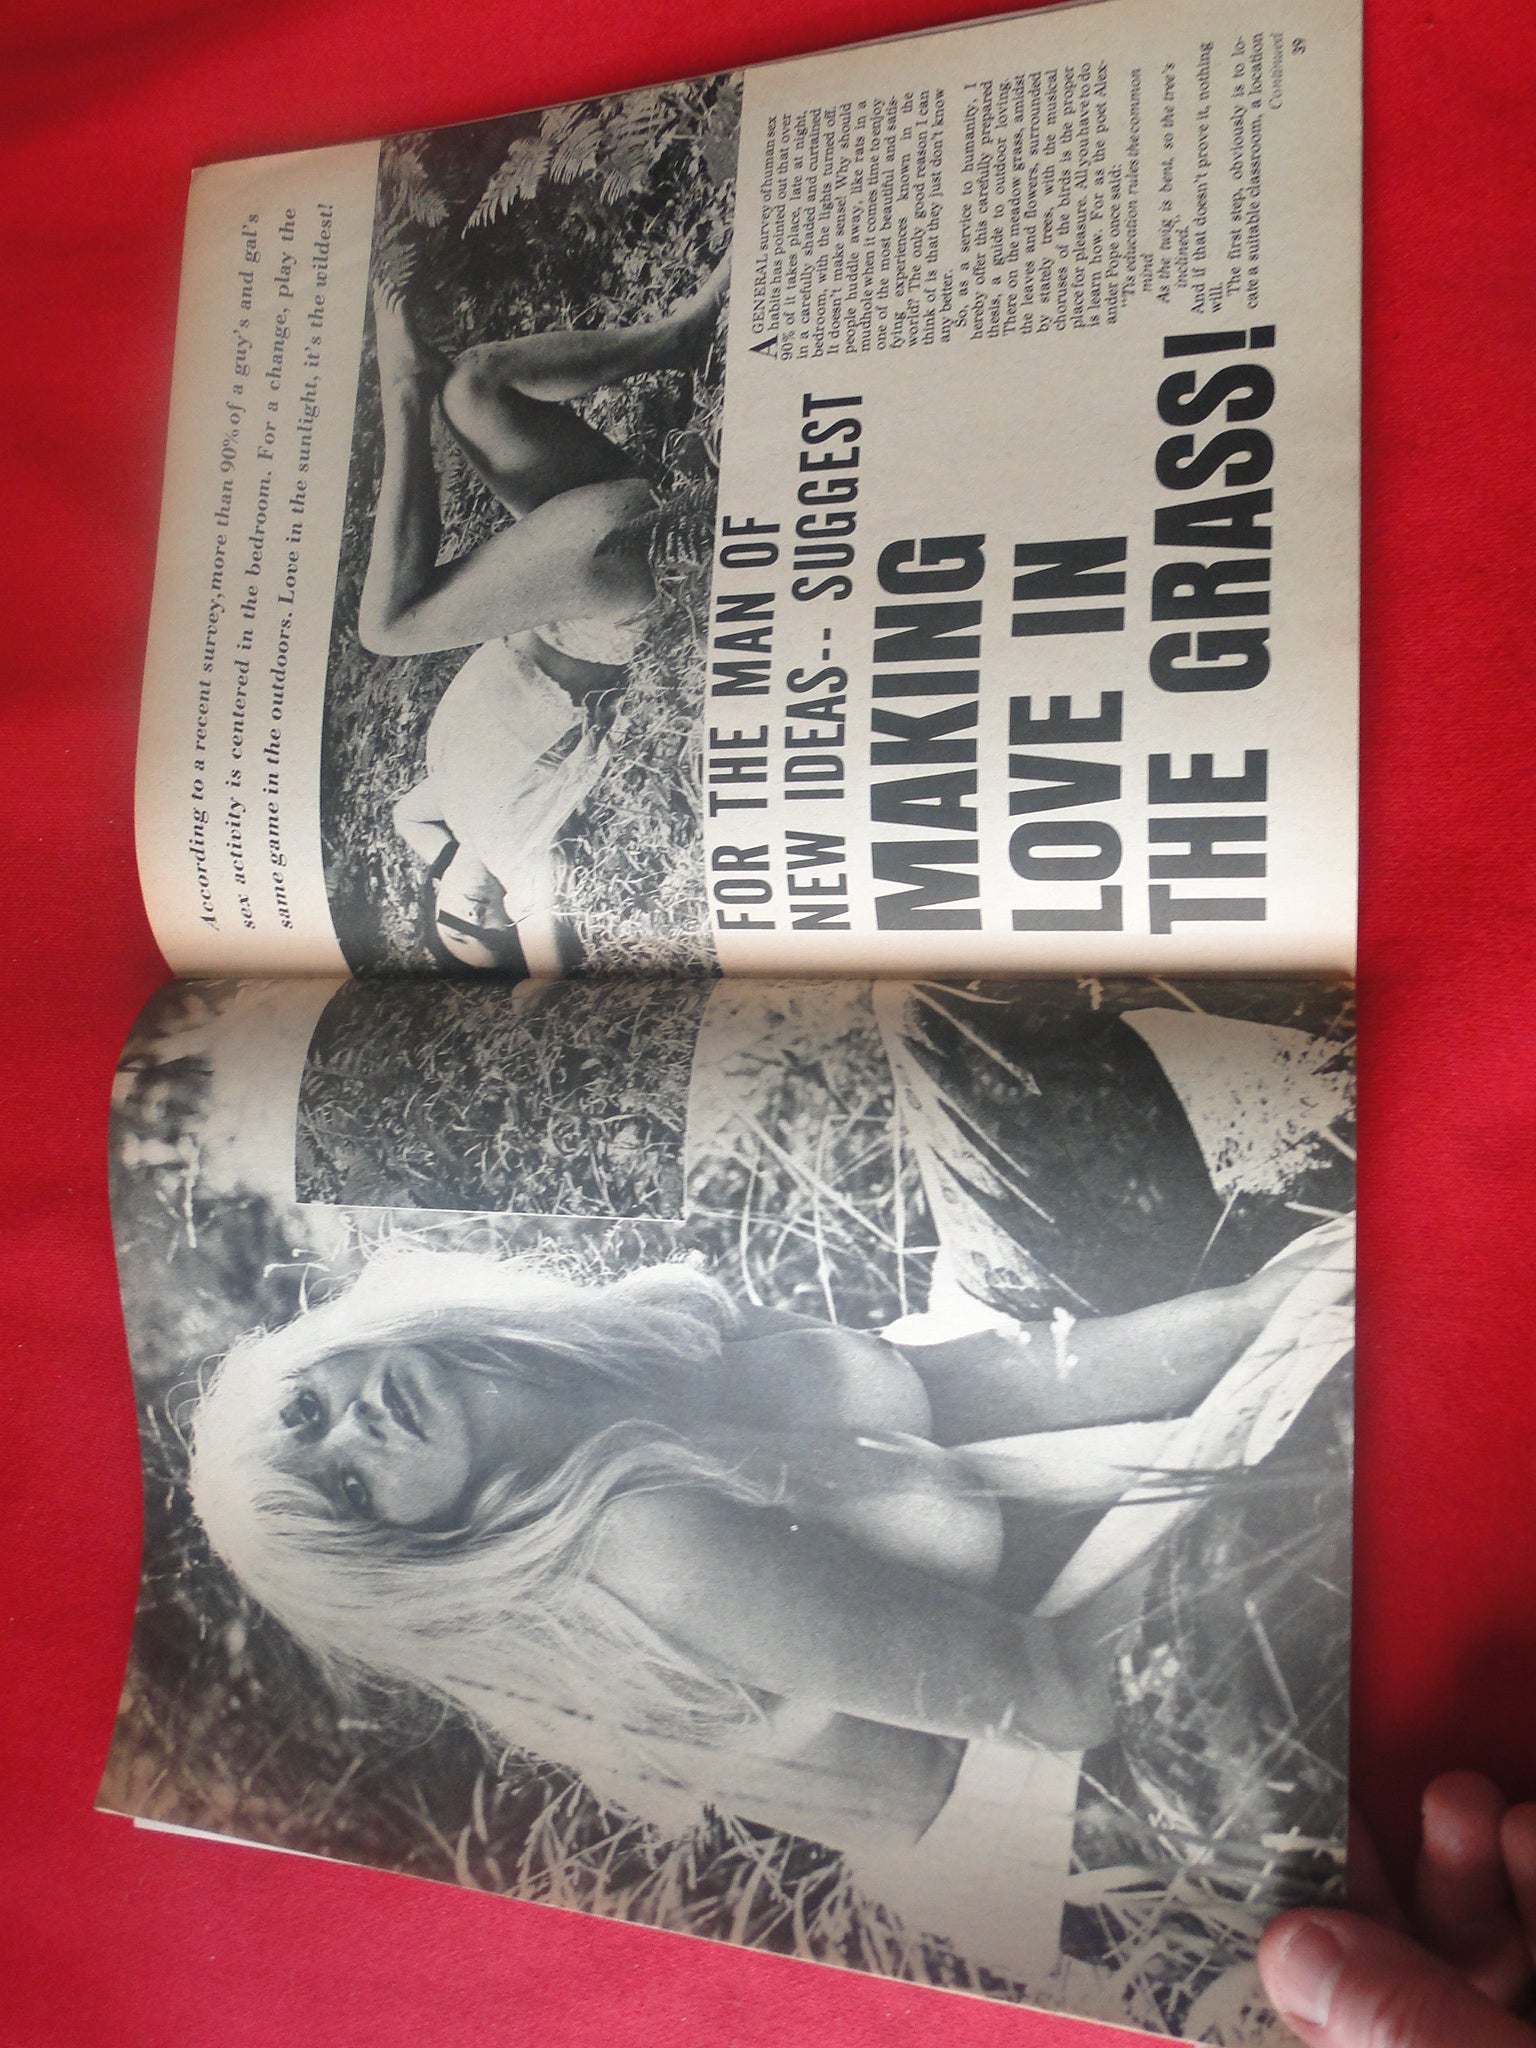 According to a recent survey, more than 90% of a guy's and gal's
sex activity is centered in the bedroom. For a change, play the
same game in the outdoors. Love in the sunlight, it's the wildest!
FOR THE MAN OF
NEW IDEAS-- SUGGEST
MAKING
LOVE IN
THE GRASS!
A GENERAL survey of human sex
habits has pointed out that over
90% of it takes place, late at night,
in a carefully shaded and curtained
bedroom, with the lights turned off.
It doesn't make sense! Why should
people huddle away, like rats in a
mudhole when it comes time to enjoy
one of the most beautiful and satis-
fying experiences known in the
world? The only good reason I can
think of is that they just don't know
any better.
So, as a service to humanity, I
hereby offer this carefully prepared
thesis, a guide to outdoor loving.
There on the meadow grass, amidst
the leaves and flowers, surrounded
by stately trees, with the musical
choruses of the birds is the proper
place for pleasure. All you have to do
is learn how. For as the poet Alex-
ander Pope once said:
"'Tis education rules the common
mind
As the twig is bent, so the tree's
inclined."
And if that doesn't prove it, nothing
will.
The first step, obviously is to lo-
cate a suitable classroom, a location
Continued
39